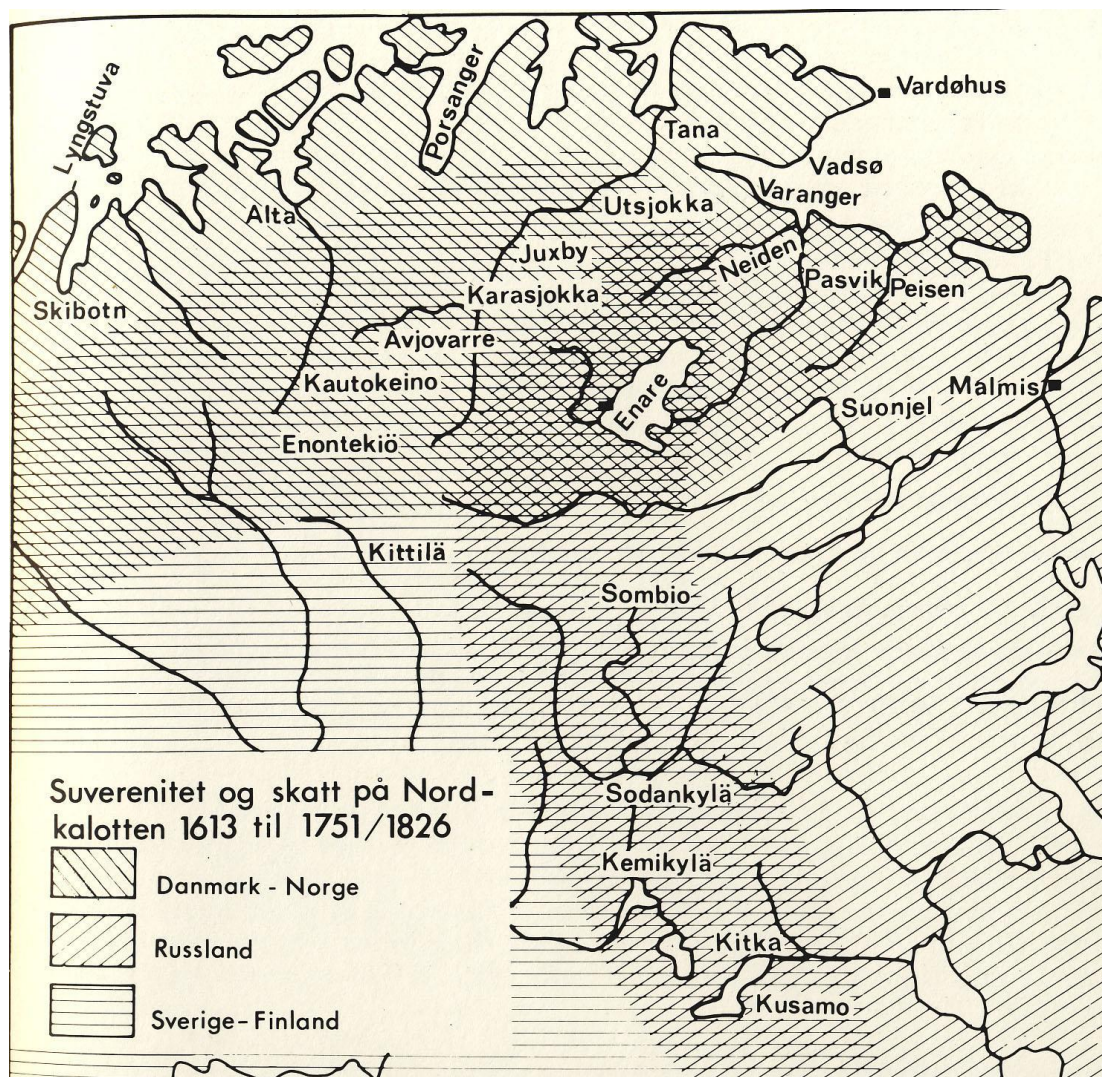 Vardøhus
Lyngstuva
Porsanger
Tana
Vadsø
Varanger
Alta
Utsjokka
Juxby
Neiden
Pasvik
Peisen
Skibotn
Karasjokka
Avjovarre
Kautokeino
Enare
Malmis
Suonjel
Enontekiö
Kittilä
Sombio
Sodankylä
Kemikylä
Kitka
Kusamo
Suverenitet og skatt på Nord-
kalotten 1613 til 1751/1826
Danmark - Norge
Russland
Sverige-Finland